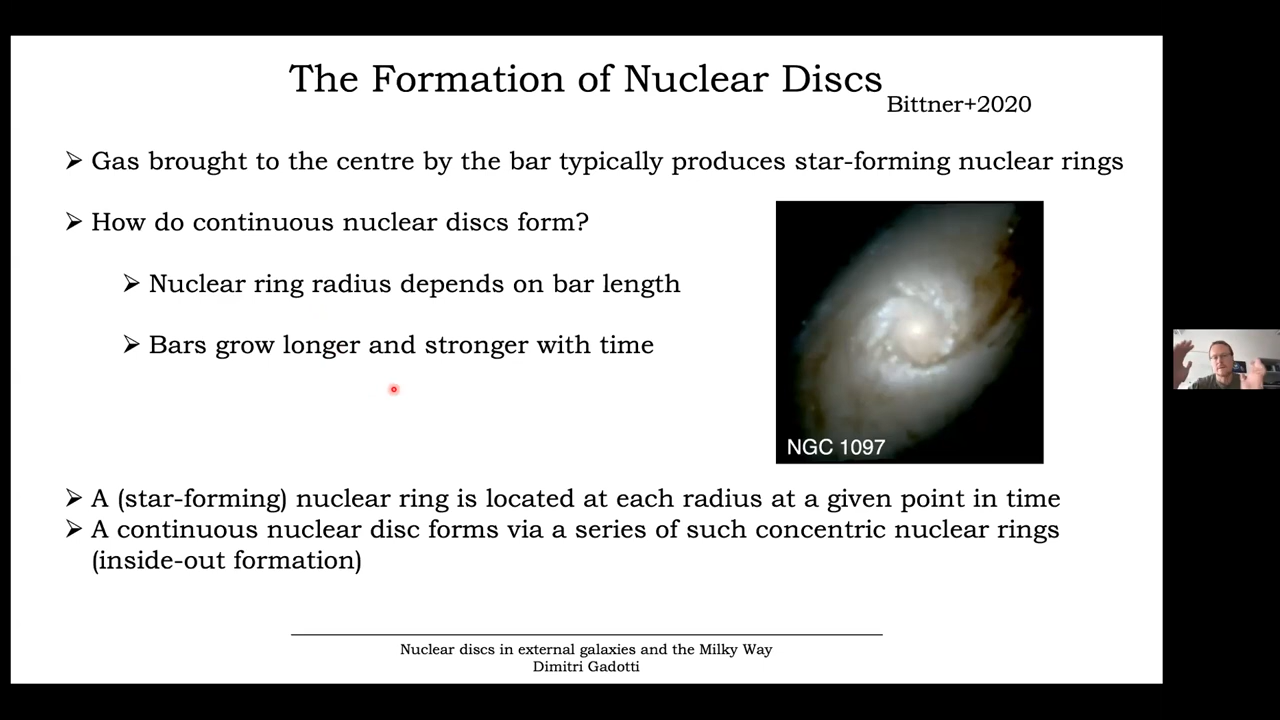 The Formation of Nuclear Discs
Bittner+2020
➢ Gas brought to the centre by the bar typically produces star-forming nuclear rings
➢ How do continuous nuclear discs form?
➢ Nuclear ring radius depends on bar length
➢ Bars grow longer and stronger with time
NGC 1097
➢ A (star-forming) nuclear ring is located at each radius at a given point in time
➢ A continuous nuclear disc forms via a series of such concentric nuclear rings
(inside-out formation)
Nuclear discs in external galaxies and the Milky Way
Dimitri Gadotti